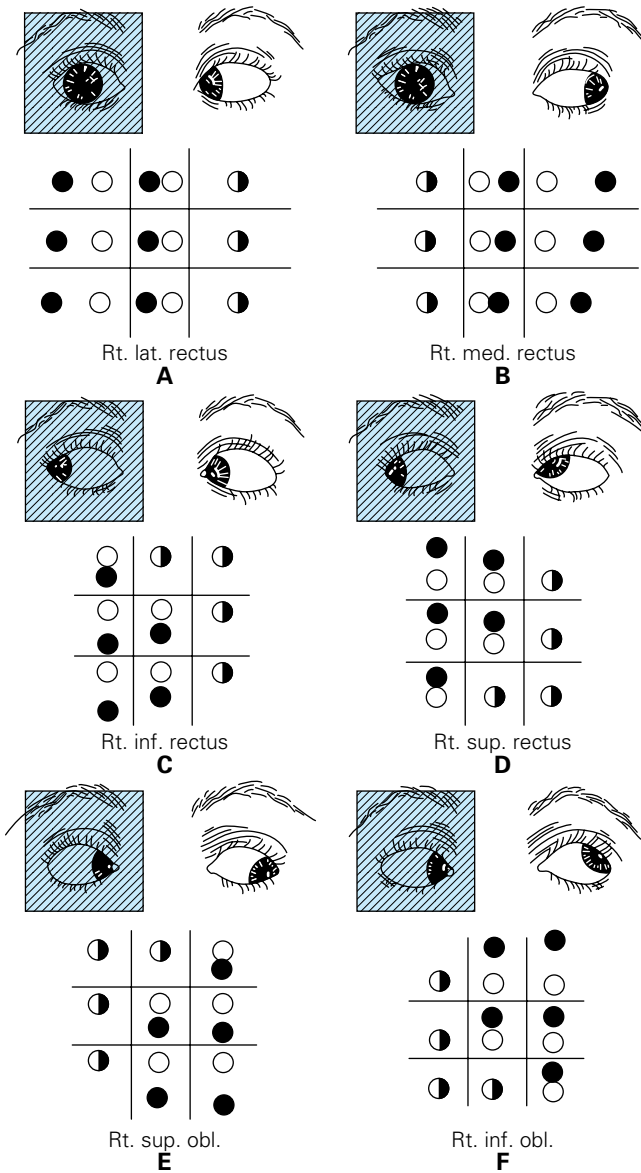 Rt. lat. rectus
A
Rt. med. rectus
B
Rt. inf. rectus
C
Rt. sup. rectus
D
Rt. sup. obl.
E
Rt. inf. obl.
F